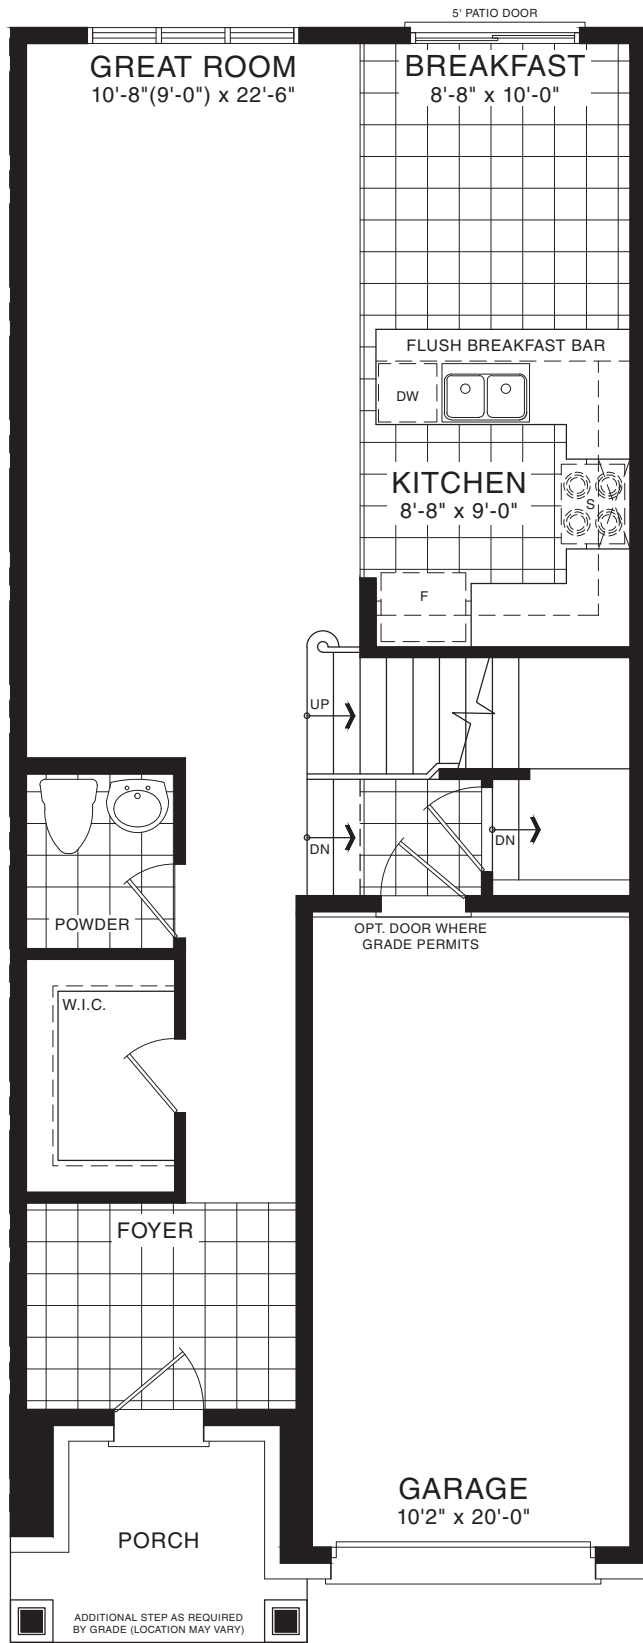 5' PATIO DOOR
GREAT ROOM
10'-8"(9'-0") x 22'-6"
BREAKFAST
8'-8" x 10'-0"
FLUSH BREAKFAST BAR
DW
KITCHEN
8'-8" x 9'-0"
S
F
UP
DN
DN
POWDER
OPT. DOOR WHERE
GRADE PERMITS
W.I.C.
FOYER
GARAGE
10'2" x 20'-0"
PORCH
ADDITIONAL STEP AS REQUIRED
BY GRADE (LOCATION MAY VARY)